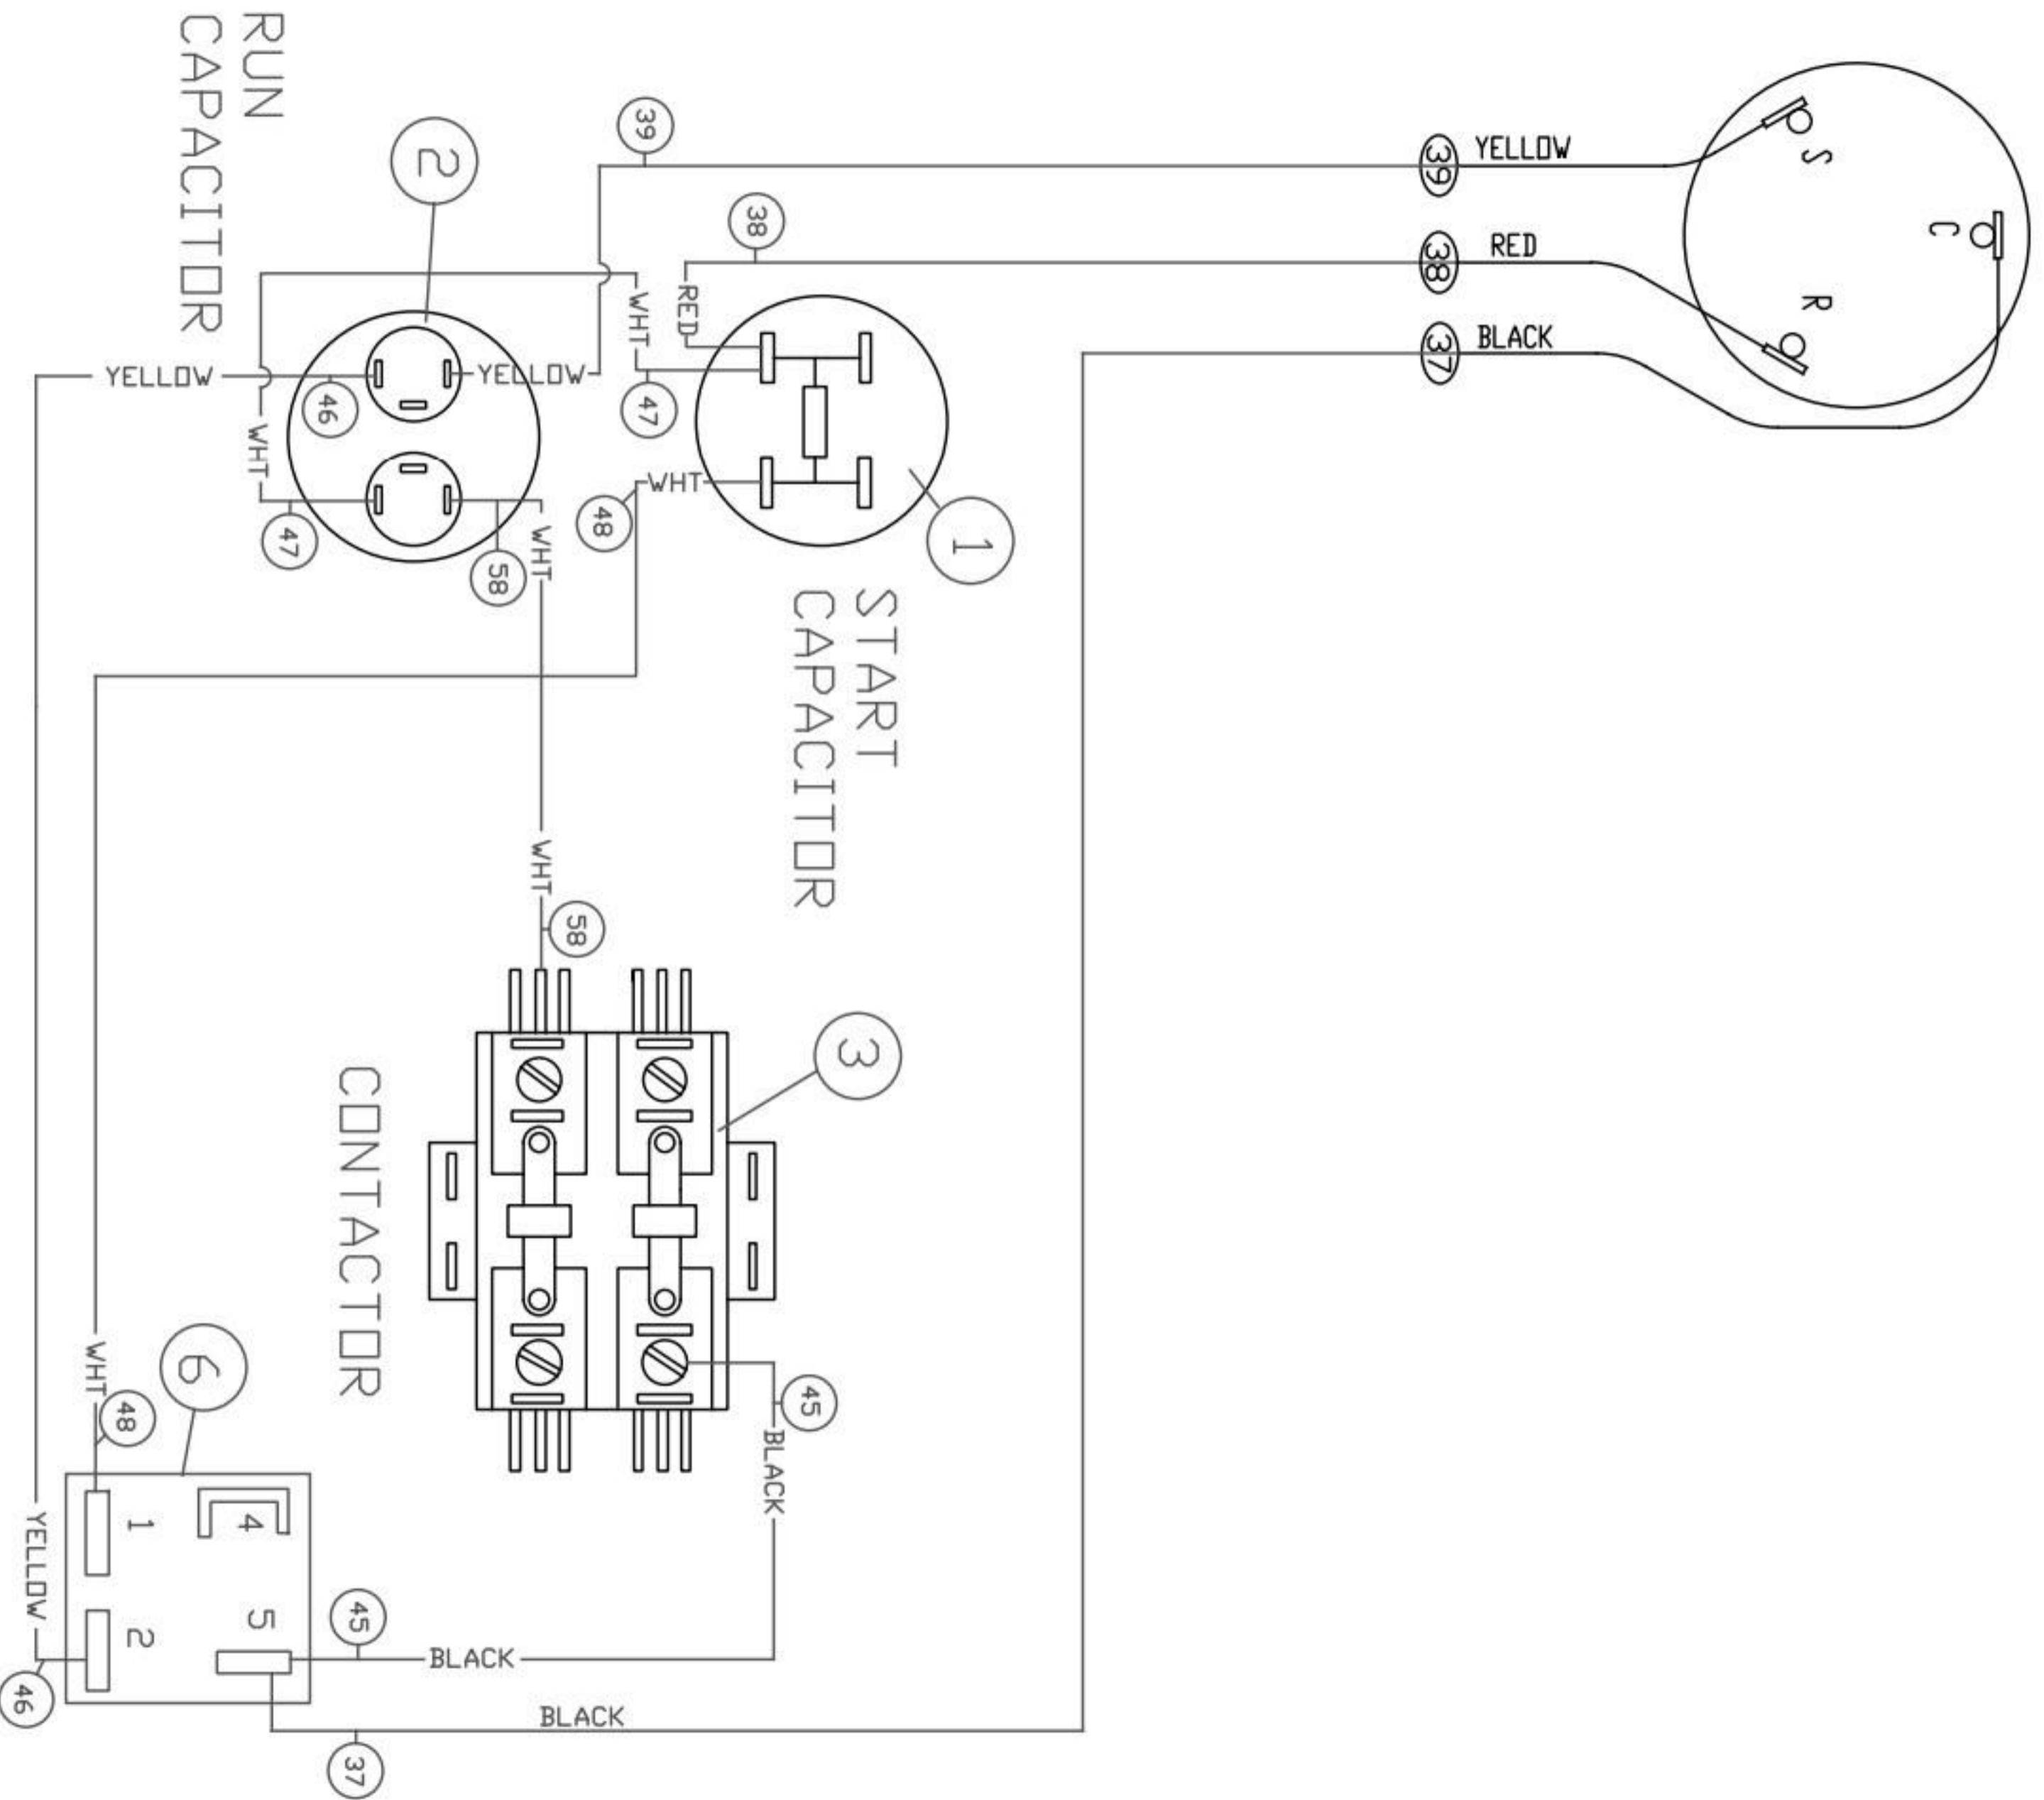 RUN
CAPACITOR
2
39
38
39
YELLOW
S
C
38
RED
R
37
BLACK
WHT
RED
YELLOW
46
YELLOW
47
WHT
47
WHT
48
58
WHT
1
START
CAPACITOR
WHT
58
3
CONTACTOR
45
BLACK
6
WHT
48
4
1
5
2
YELLOW
46
45
BLACK
BLACK
37